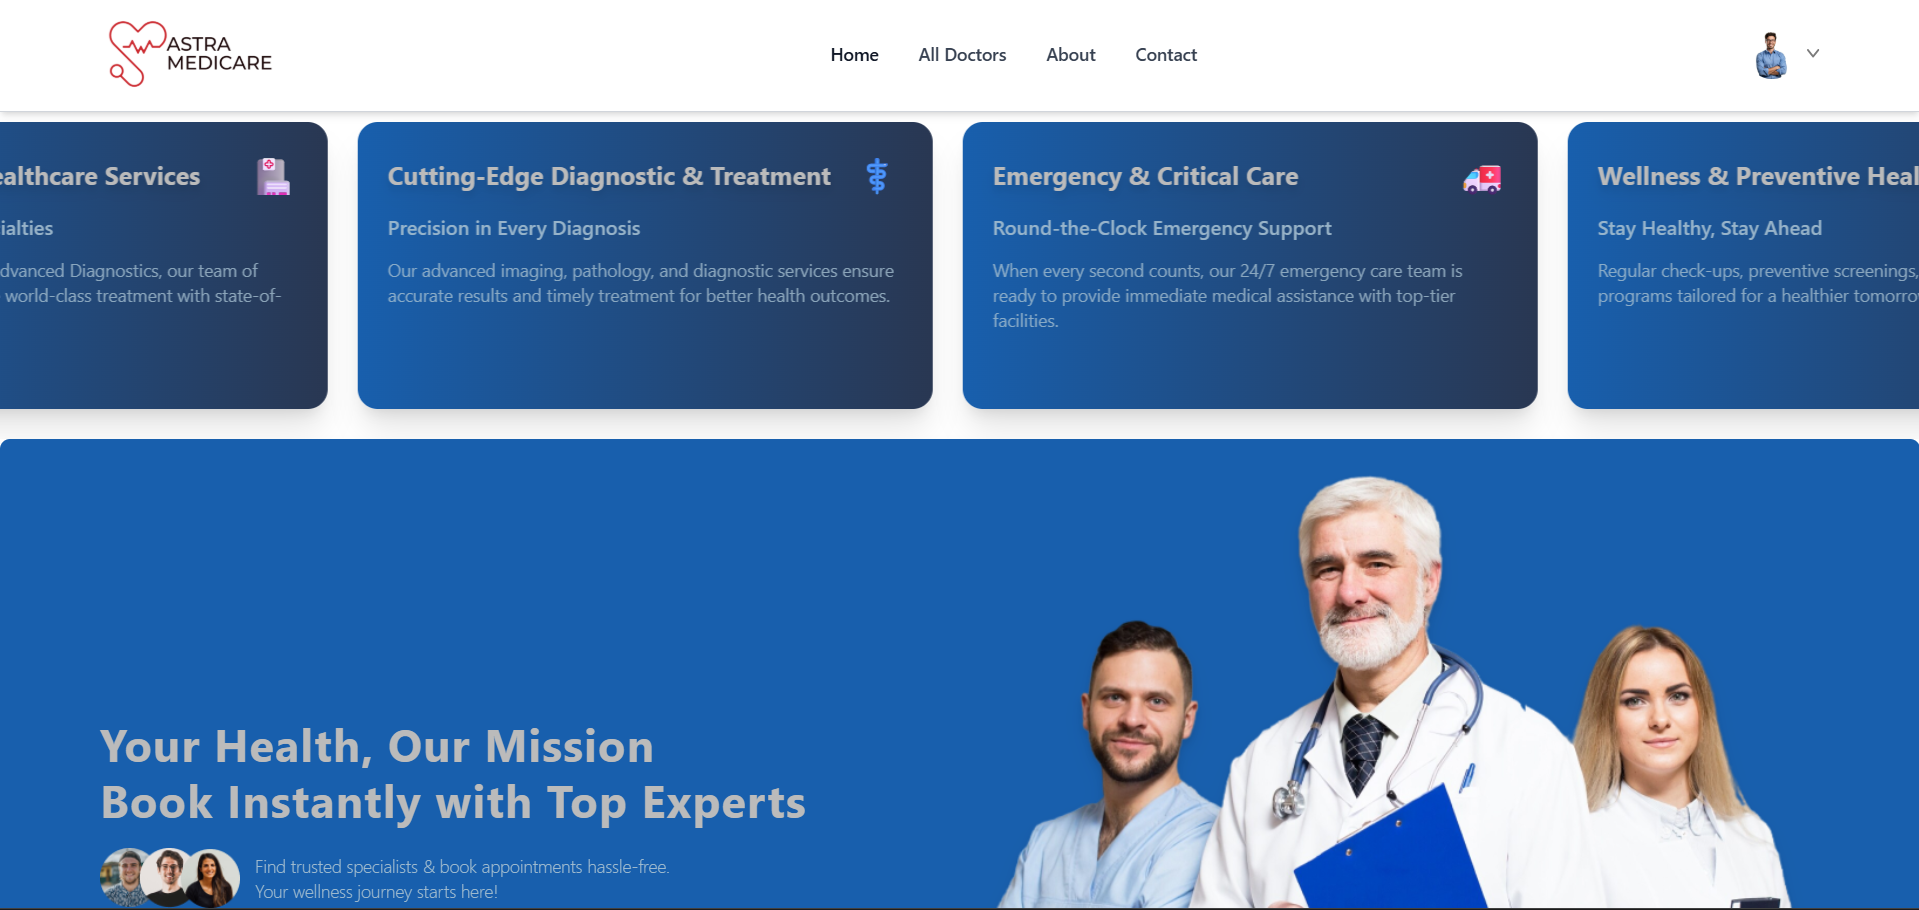 ASTRA
MEDICARE
Home
All Doctors
About
Contact
ealthcare Services
ialties
dvanced Diagnostics, our team of
world-class treatment with state-of-
Cutting-Edge Diagnostic & Treatment
Precision in Every Diagnosis
Our advanced imaging, pathology, and diagnostic services ensure
accurate results and timely treatment for better health outcomes.
Emergency & Critical Care
Round-the-Clock Emergency Support
When every second counts, our 24/7 emergency care team is
ready to provide immediate medical assistance with top-tier
facilities.
Wellness & Preventive Heal
Stay Healthy, Stay Ahead
Regular check-ups, preventive screenings,
programs tailored for a healthier tomorrow
Your Health, Our Mission
Book Instantly with Top Experts
Find trusted specialists & book appointments hassle-free.
Your wellness journey starts here!